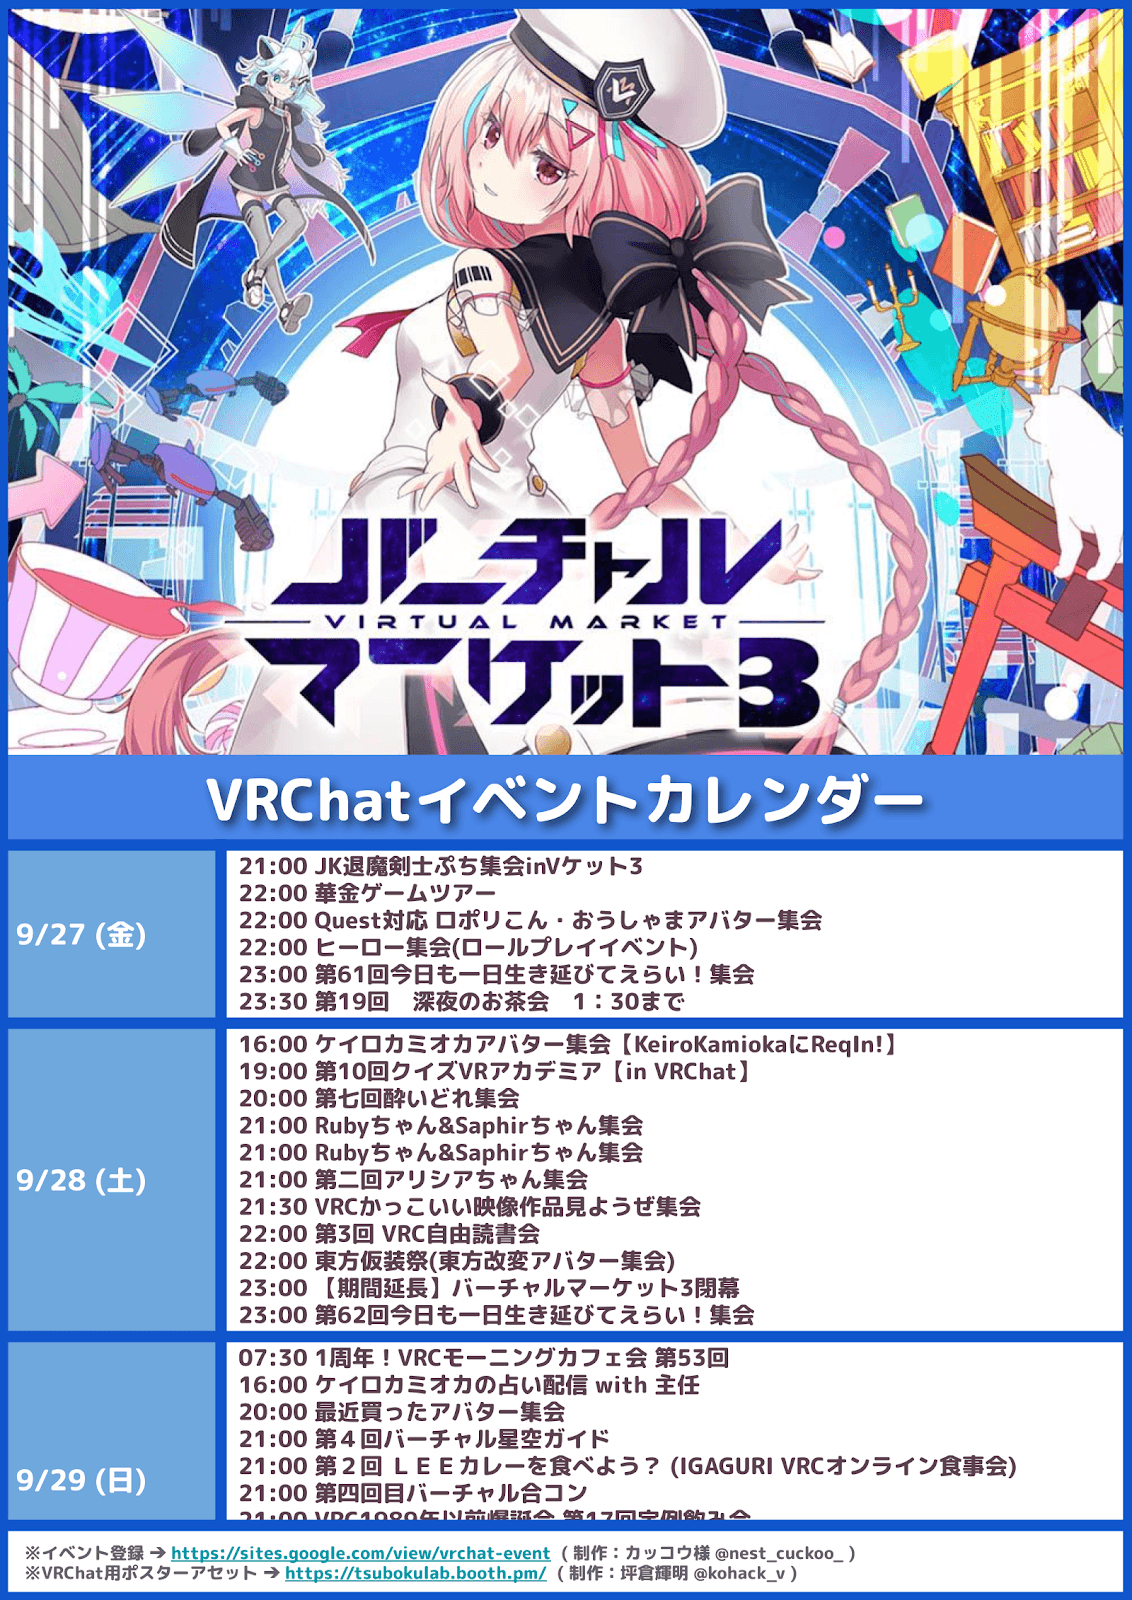 バーチャル
VIRTUAL MARKET
マーケット3
VRChatイベントカレンダー
9/27 (金)
21:00 JK退魔剣士ぷち集会inVケット3
22:00 華金ゲームツアー
22:00 Quest対応 ロポリこん・おうしゃまアバター集会
22:00 ヒーロー集会(ロールプレイイベント)
23:00 第61回今日も一日生き延びてえらい！集会
23:30 第19回　深夜のお茶会　1：30まで
9/28 (土)
16:00 ケイロカミオカアバター集会【KeiroKamiokaにReqIn!】
19:00 第10回クイズVRアカデミア【in VRChat】
20:00 第七回酔いどれ集会
21:00 Rubyちゃん&Saphirちゃん集会
21:00 Rubyちゃん&Saphirちゃん集会
21:00 第二回アリシアちゃん集会
21:30 VRCかっこいい映像作品見ようぜ集会
22:00 第3回 VRC自由読書会
22:00 東方仮装祭(東方改変アバター集会)
23:00 【期間延長】バーチャルマーケット3閉幕
23:00 第62回今日も一日生き延びてえらい！集会
9/29 (日)
07:30 1周年！VRCモーニングカフェ会 第53回
16:00 ケイロカミオカの占い配信 with 主任
20:00 最近買ったアバター集会
21:00 第４回バーチャル星空ガイド
21:00 第２回 ＬＥＥカレーを食べよう？ (IGAGURI VRCオンライン食事会)
21:00 第四回目バーチャル合コン
21:00 VRC1989年以前爆誕会 第17回定例飲み会
※イベント登録 → https://sites.google.com/view/vrchat-event （ 制作：カッコウ様 @nest_cuckoo_ ）
※VRChat用ポスターアセット → https://tsubokulab.booth.pm/ （ 制作：坪倉輝明 @kohack_v ）